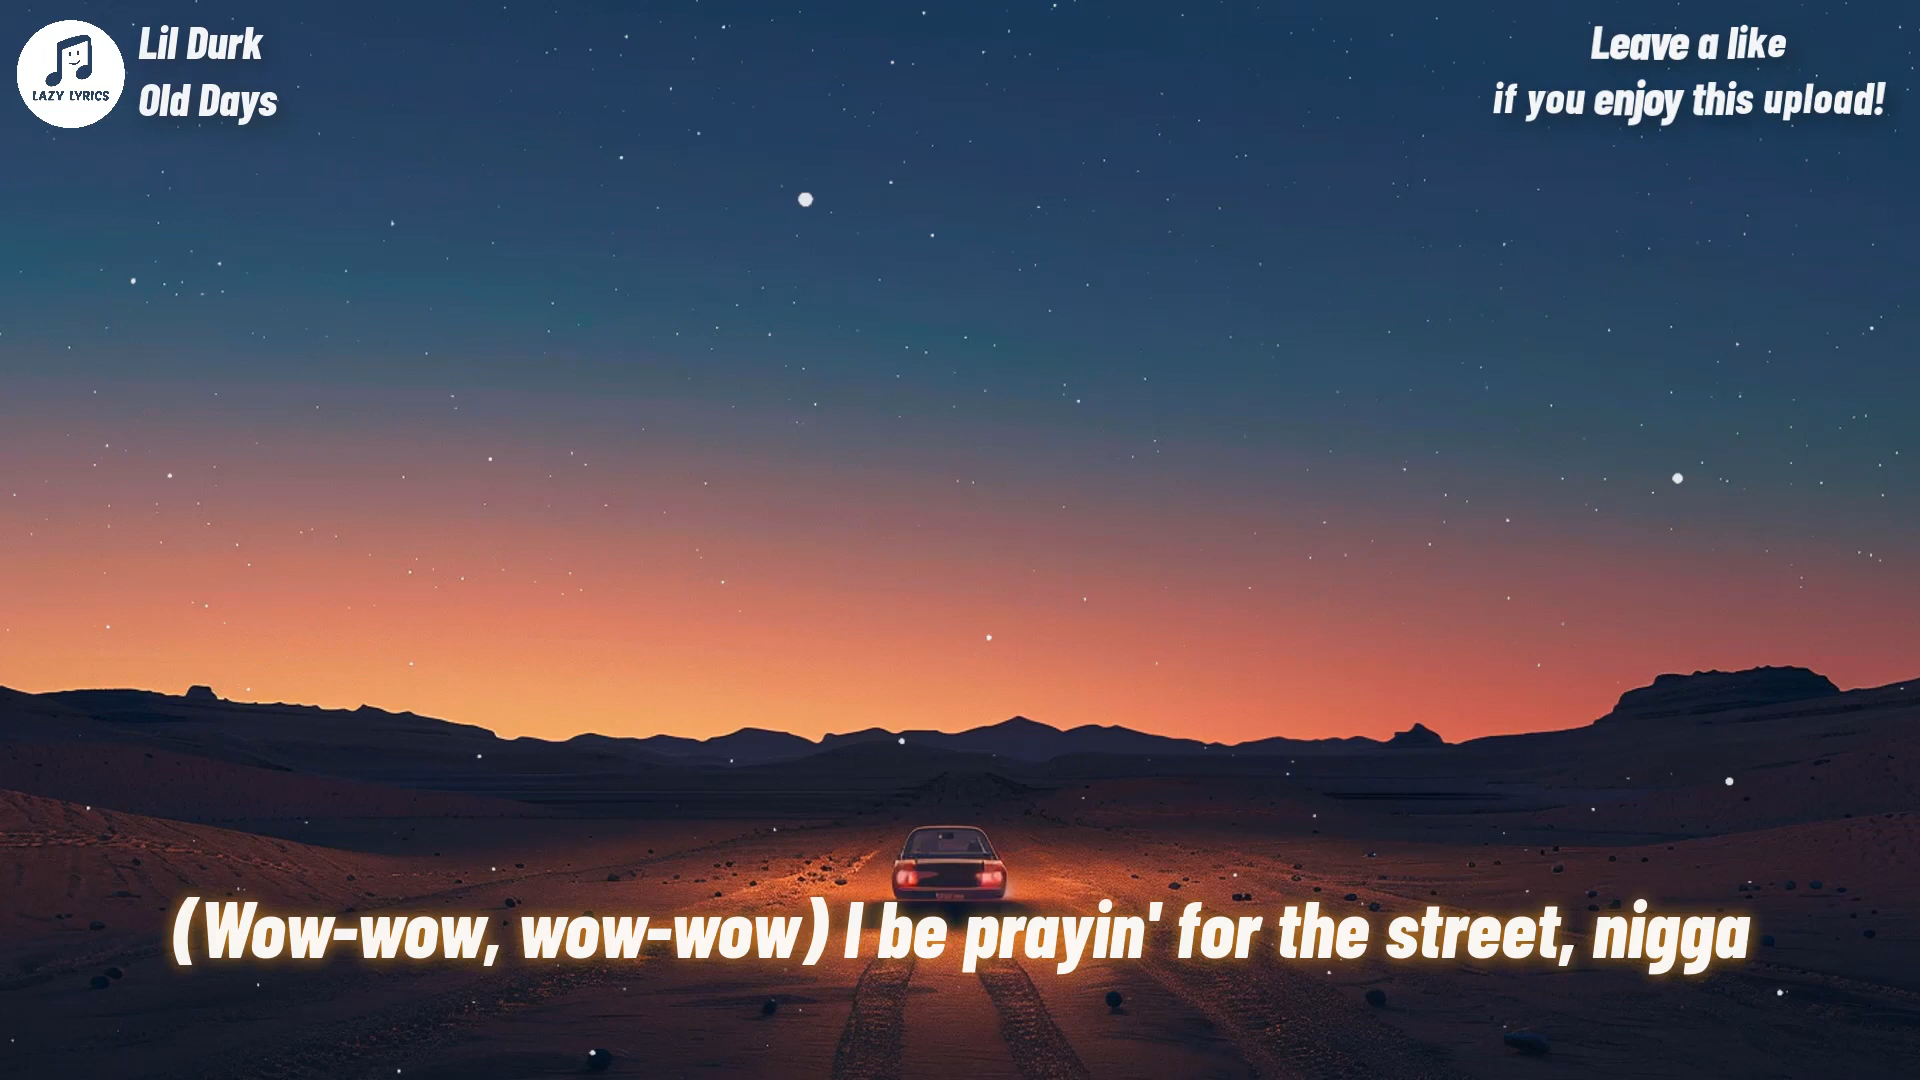 LAZY LYRICS
Lil Durk
Old Days
Leave a like
if you enjoy this upload!
(Wow-wow, wow-wow) I be prayin' for the street, nigga